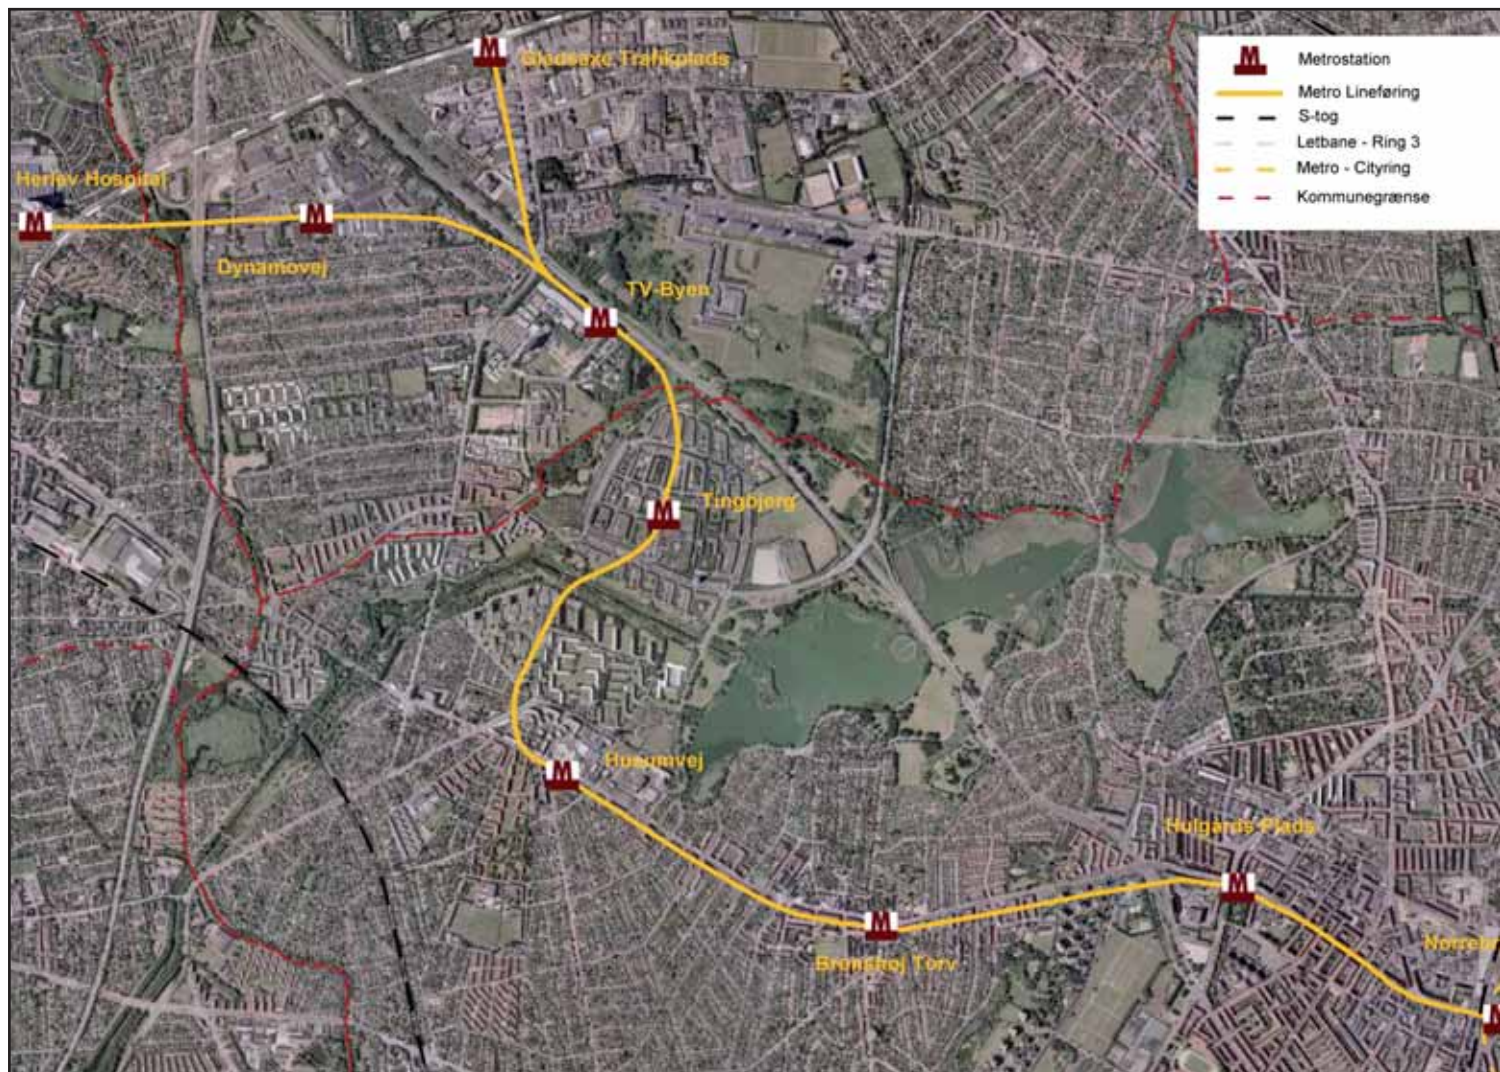 Gladsaxe Trafikplads
Metrostation
Metro Lineføring
S-tog
Letbane - Ring 3
Metro - Cityring
Kommunegrænse
Herlev Hospital
Dynamovej
TV-Byen
Tingbjerg
Husumvej
Hulgårds Plads
Brønshøj Torv
M
M
M
M
M
M
M
M
M